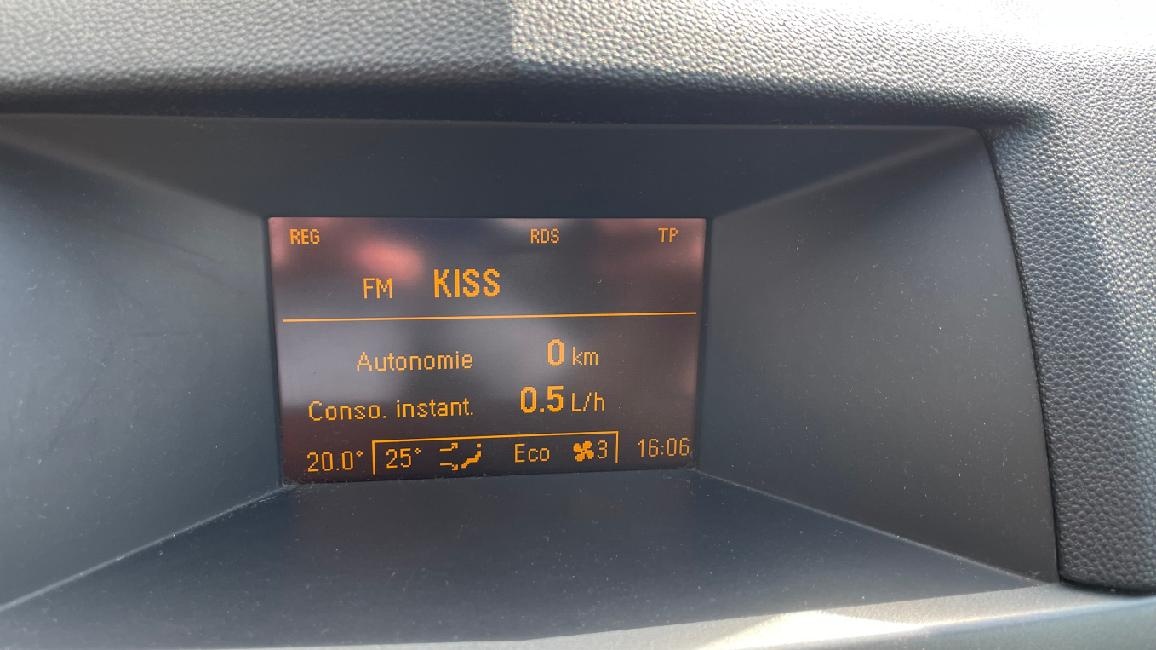 REG RDS TP
FM KISS
Autonomie 0 km
Conso. instant. 0.5 L/h
20.0° 25° Eco 3 16:06